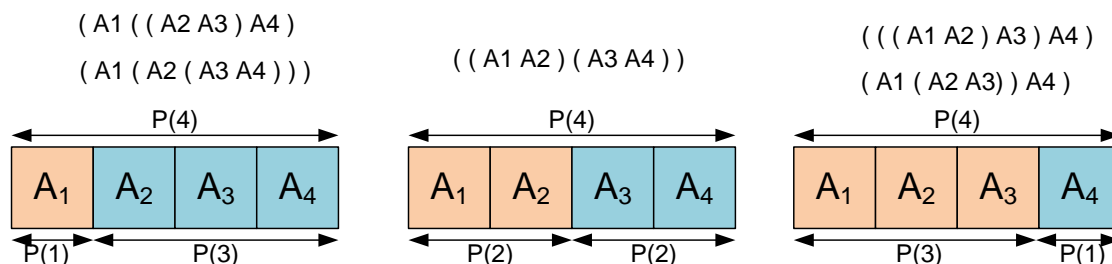 ( A1 ( ( A2 A3 ) A4 )
( A1 ( A2 ( A3 A4 ) ) )
P(4)
A1 A2 A3 A4
P(1) P(3)
( ( A1 A2 ) ( A3 A4 ) )
P(4)
A1 A2 A3 A4
P(2) P(2)
( ( ( A1 A2 ) A3 ) A4 )
( A1 ( A2 A3) ) A4 )
P(4)
A1 A2 A3 A4
P(3) P(1)